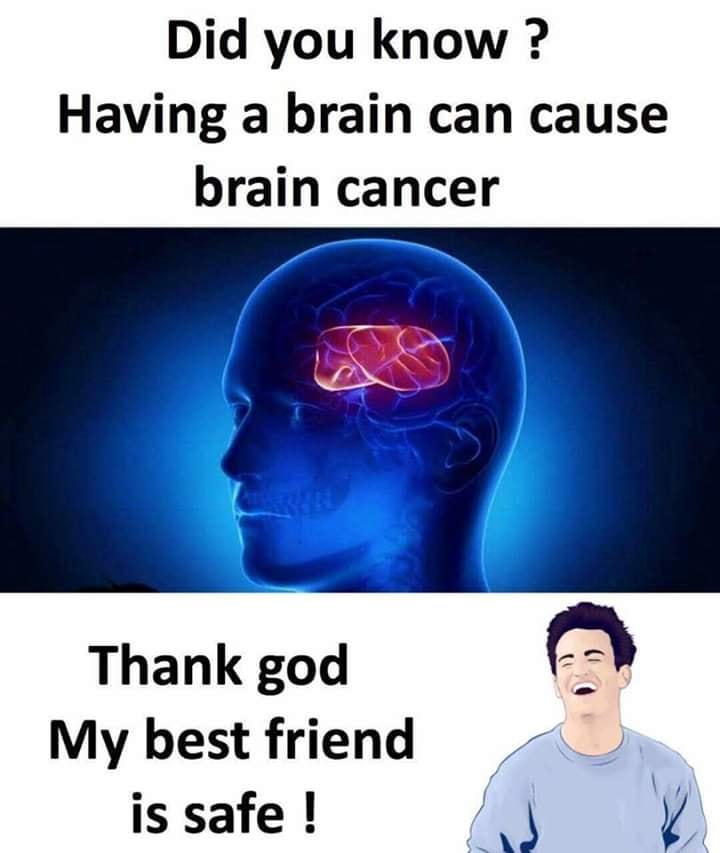 Did you know ?
Having a brain can cause
brain cancer
Thank god
My best friend
is safe !